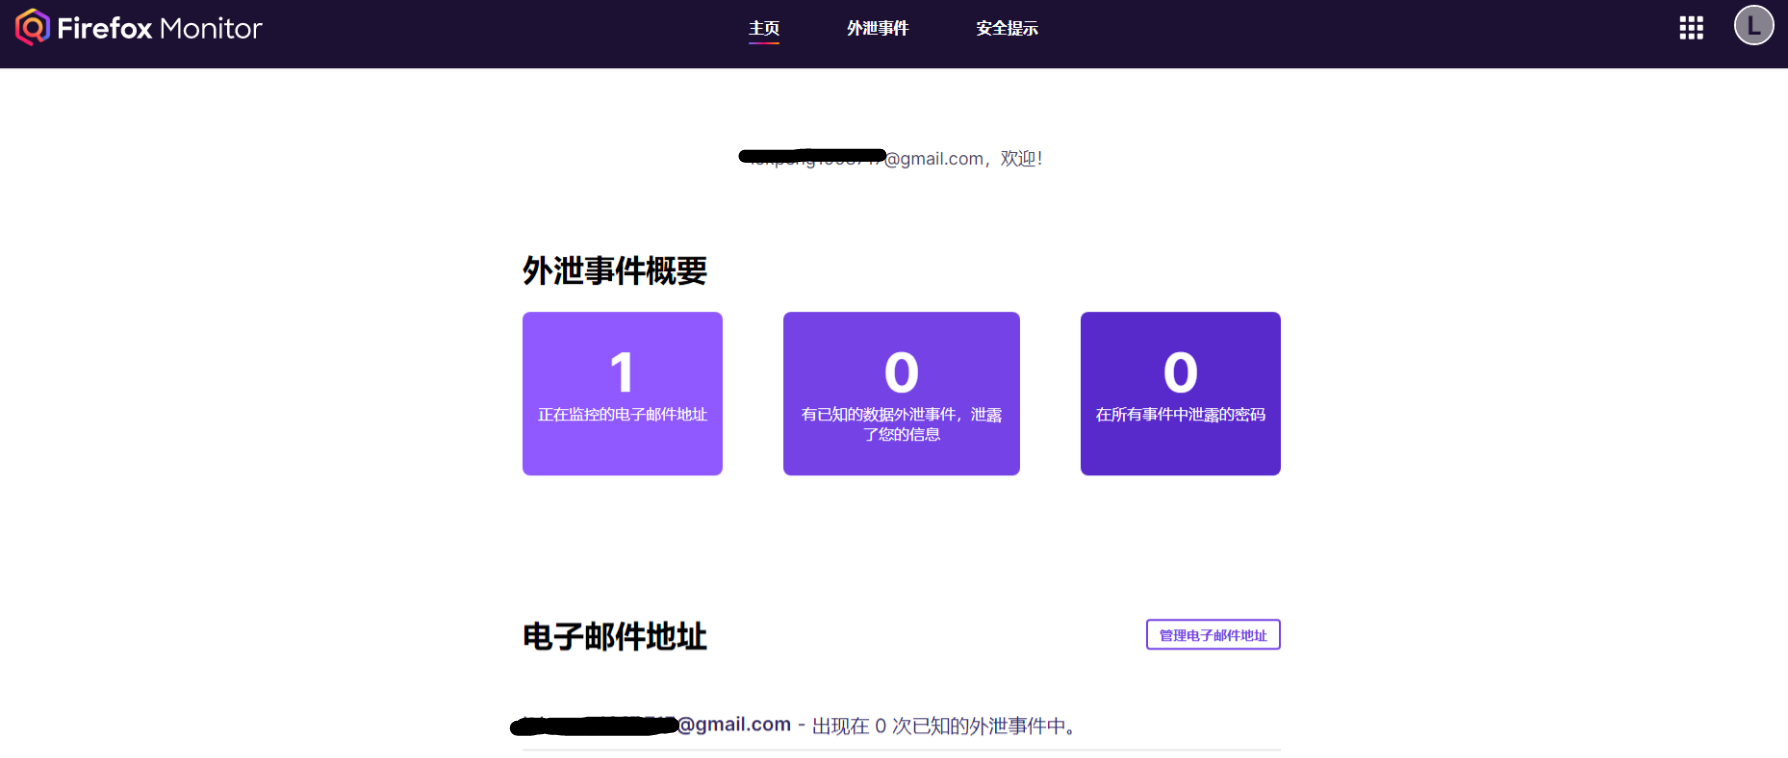 Firefox Monitor
主页 外泄事件 安全提示
L
@gmail.com，欢迎！
外泄事件概要
1
正在监控的电子邮件地址
0
有已知的数据外泄事件，泄露
了您的信息
0
在所有事件中泄露的密码
电子邮件地址
管理电子邮件地址
@gmail.com - 出现在 0 次已知的外泄事件中。